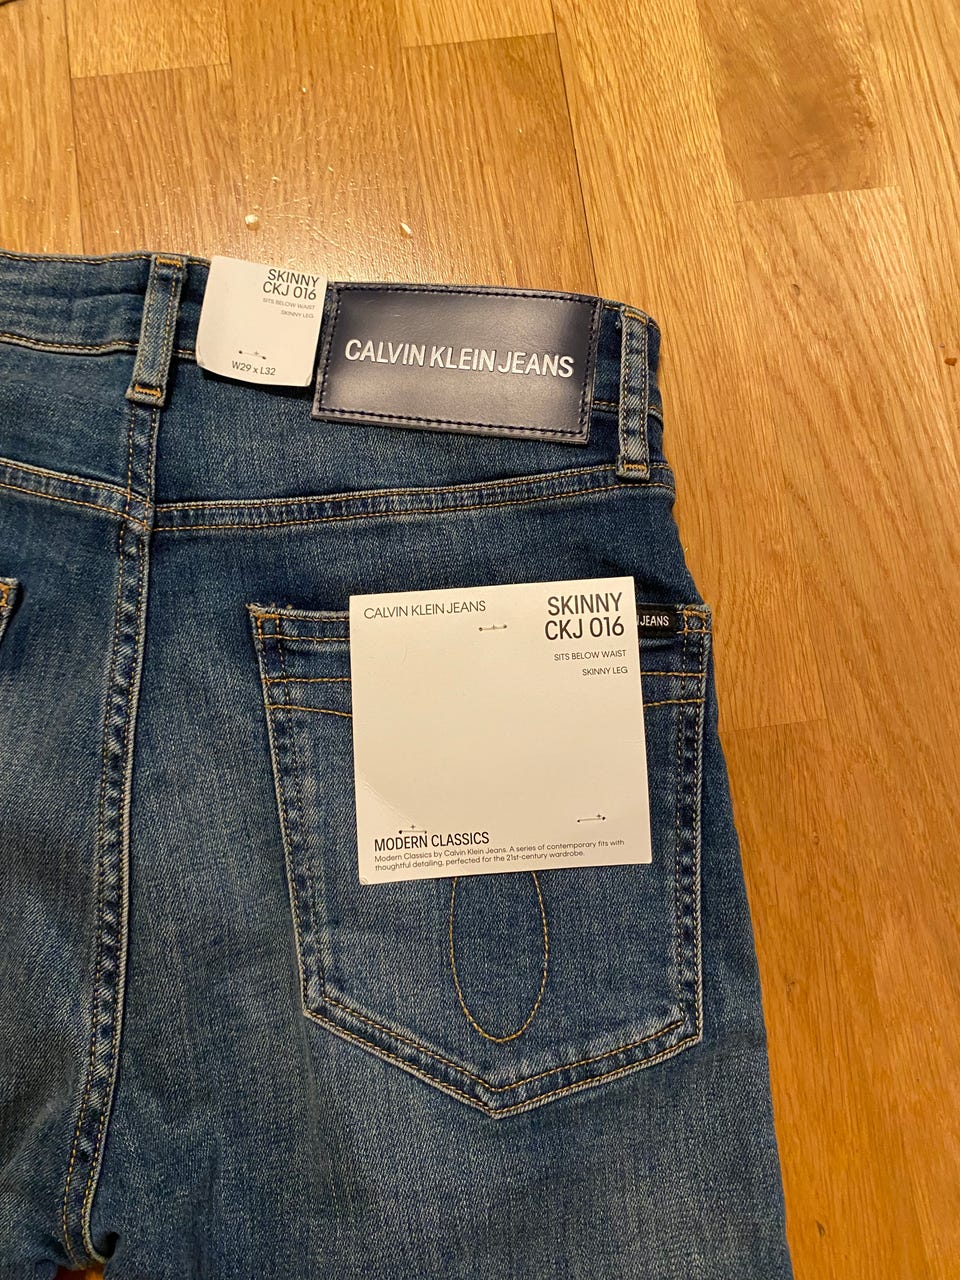 SKINNY
CKJ 016
SITS BELOW WAIST
SKINNY LEG
W29 x L32
CALVIN KLEIN JEANS
CALVIN KLEIN JEANS
SKINNY
CKJ 016
SITS BELOW WAIST
SKINNY LEG
JEANS
MODERN CLASSICS
Modern Classics by Calvin Klein Jeans. A series of contemporary fits with
thoughtful detailing, perfected for the 21st-century wardrobe.